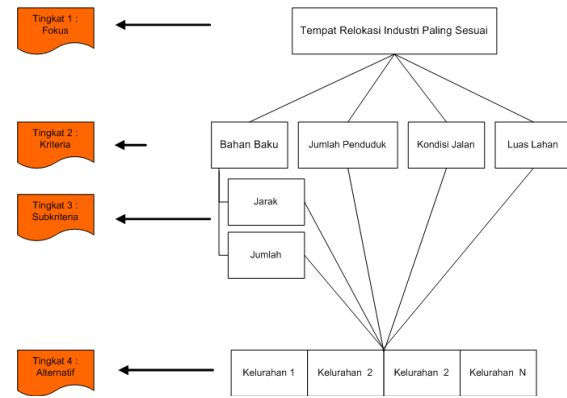 Tingkat 1 :
Fokus
Tempat Relokasi Industri Paling Sesuai
Tingkat 2 :
Kriteria
Bahan Baku
Jumlah Penduduk
Kondisi Jalan
Luas Lahan
Tingkat 3 :
Subkriteria
Jarak
Jumlah
Tingkat 4 :
Alternatif
Kelurahan 1
Kelurahan 2
Kelurahan 2
Kelurahan N